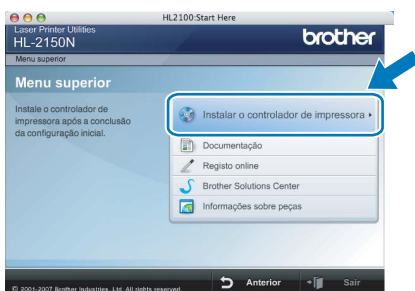 HL2100:Start Here
Laser Printer Utilities
HL-2150N
brother
Menu superior
Menu superior
Instale o controlador de
impressora após a conclusão
da configuração inicial.
Instalar o controlador de impressora
Documentação
Registo online
Brother Solutions Center
Informações sobre peças
© 2001-2007 Brother Industries, Ltd. All rights reserved.
Anterior
Sair